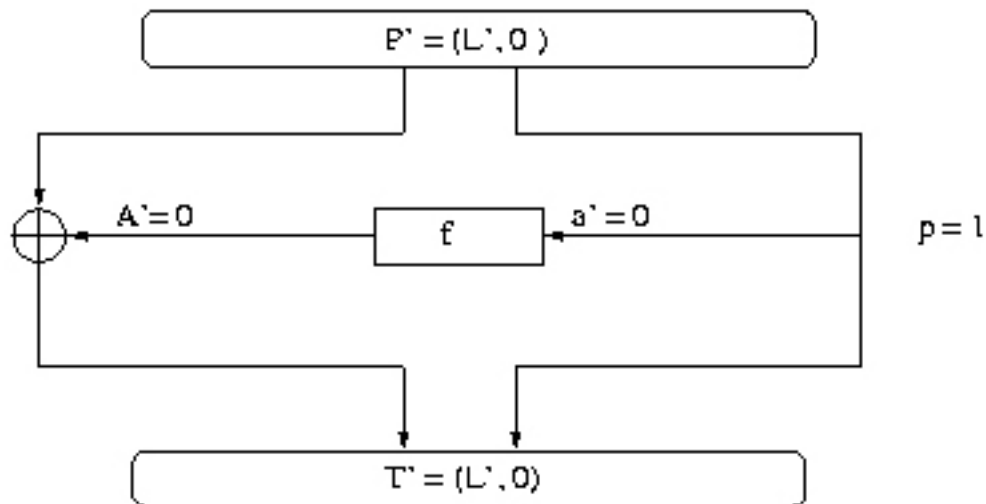 P' = (L', 0 )
A' = 0
f
a' = 0
p = 1
T' = (L', 0)